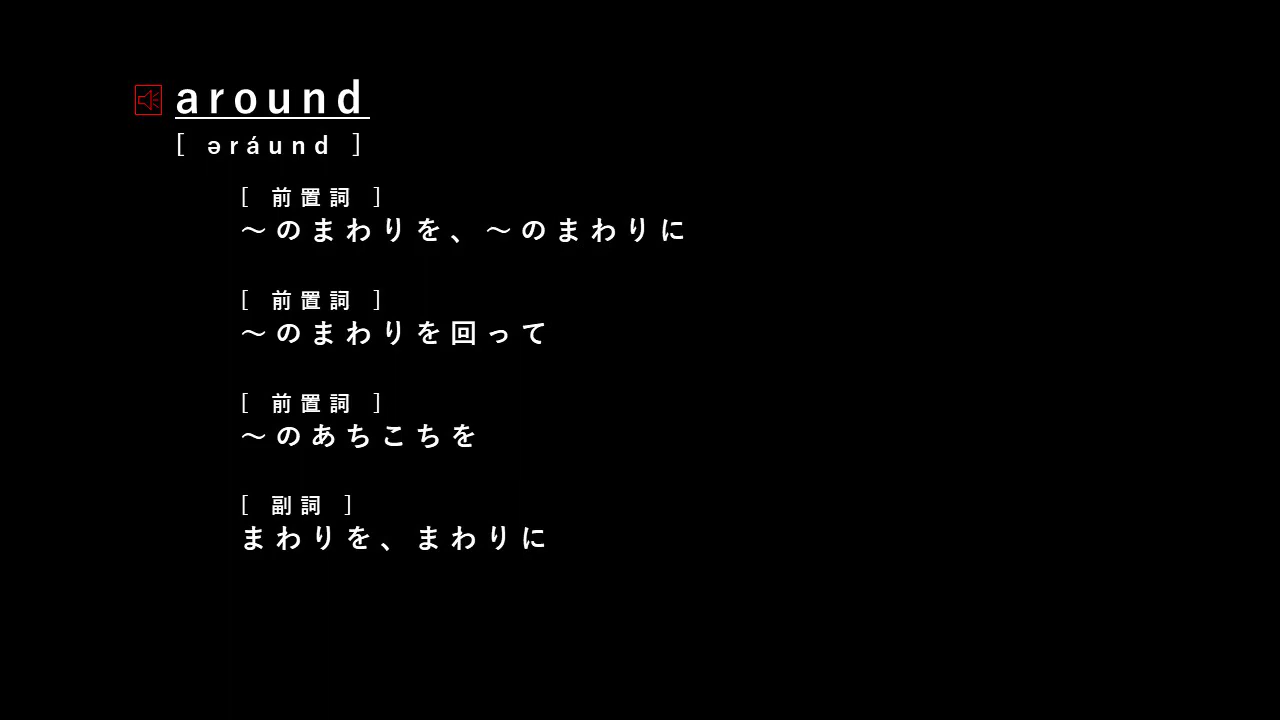 around
[ əráund ]
[ 前置詞 ]
〜のまわりを、〜のまわりに
[ 前置詞 ]
〜のまわりを回って
[ 前置詞 ]
〜のあちこちを
[ 副詞 ]
まわりを、まわりに